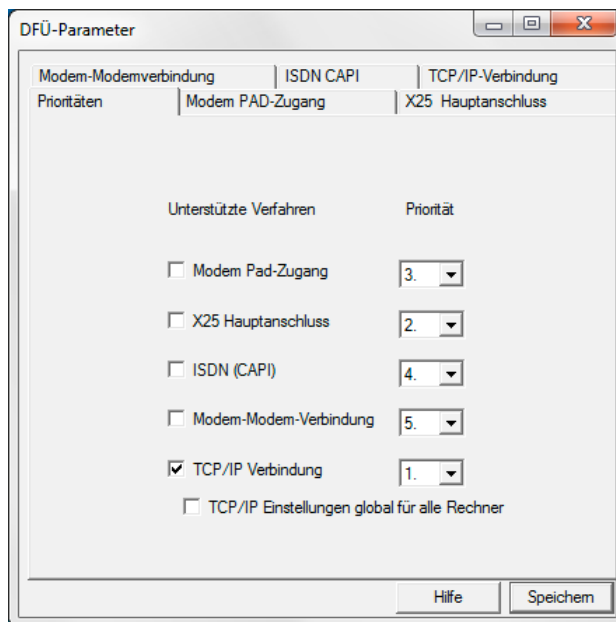 DFÜ-Parameter
Modem-Modemverbindung ISDN CAPI TCP/IP-Verbindung
Prioritäten Modem PAD-Zugang X25 Hauptanschluss
Unterstützte Verfahren Priorität
Modem Pad-Zugang 3.
X25 Hauptanschluss 2.
ISDN (CAPI) 4.
Modem-Modem-Verbindung 5.
TCP/IP Verbindung 1.
TCP/IP Einstellungen global für alle Rechner
Hilfe Speichern